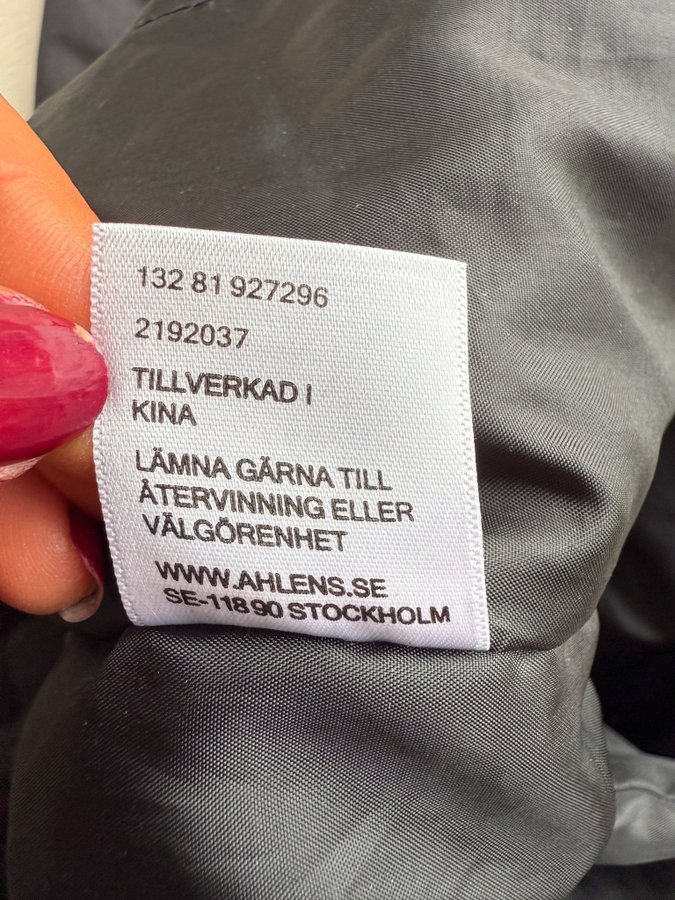 132 81 927296
2192037
TILLVERKAD I
KINA
LÄMNA GÄRNA TILL
ÅTERVINNING ELLER
VÄLGÖRENHET
WWW.AHLENS.SE
SE-118 90 STOCKHOLM